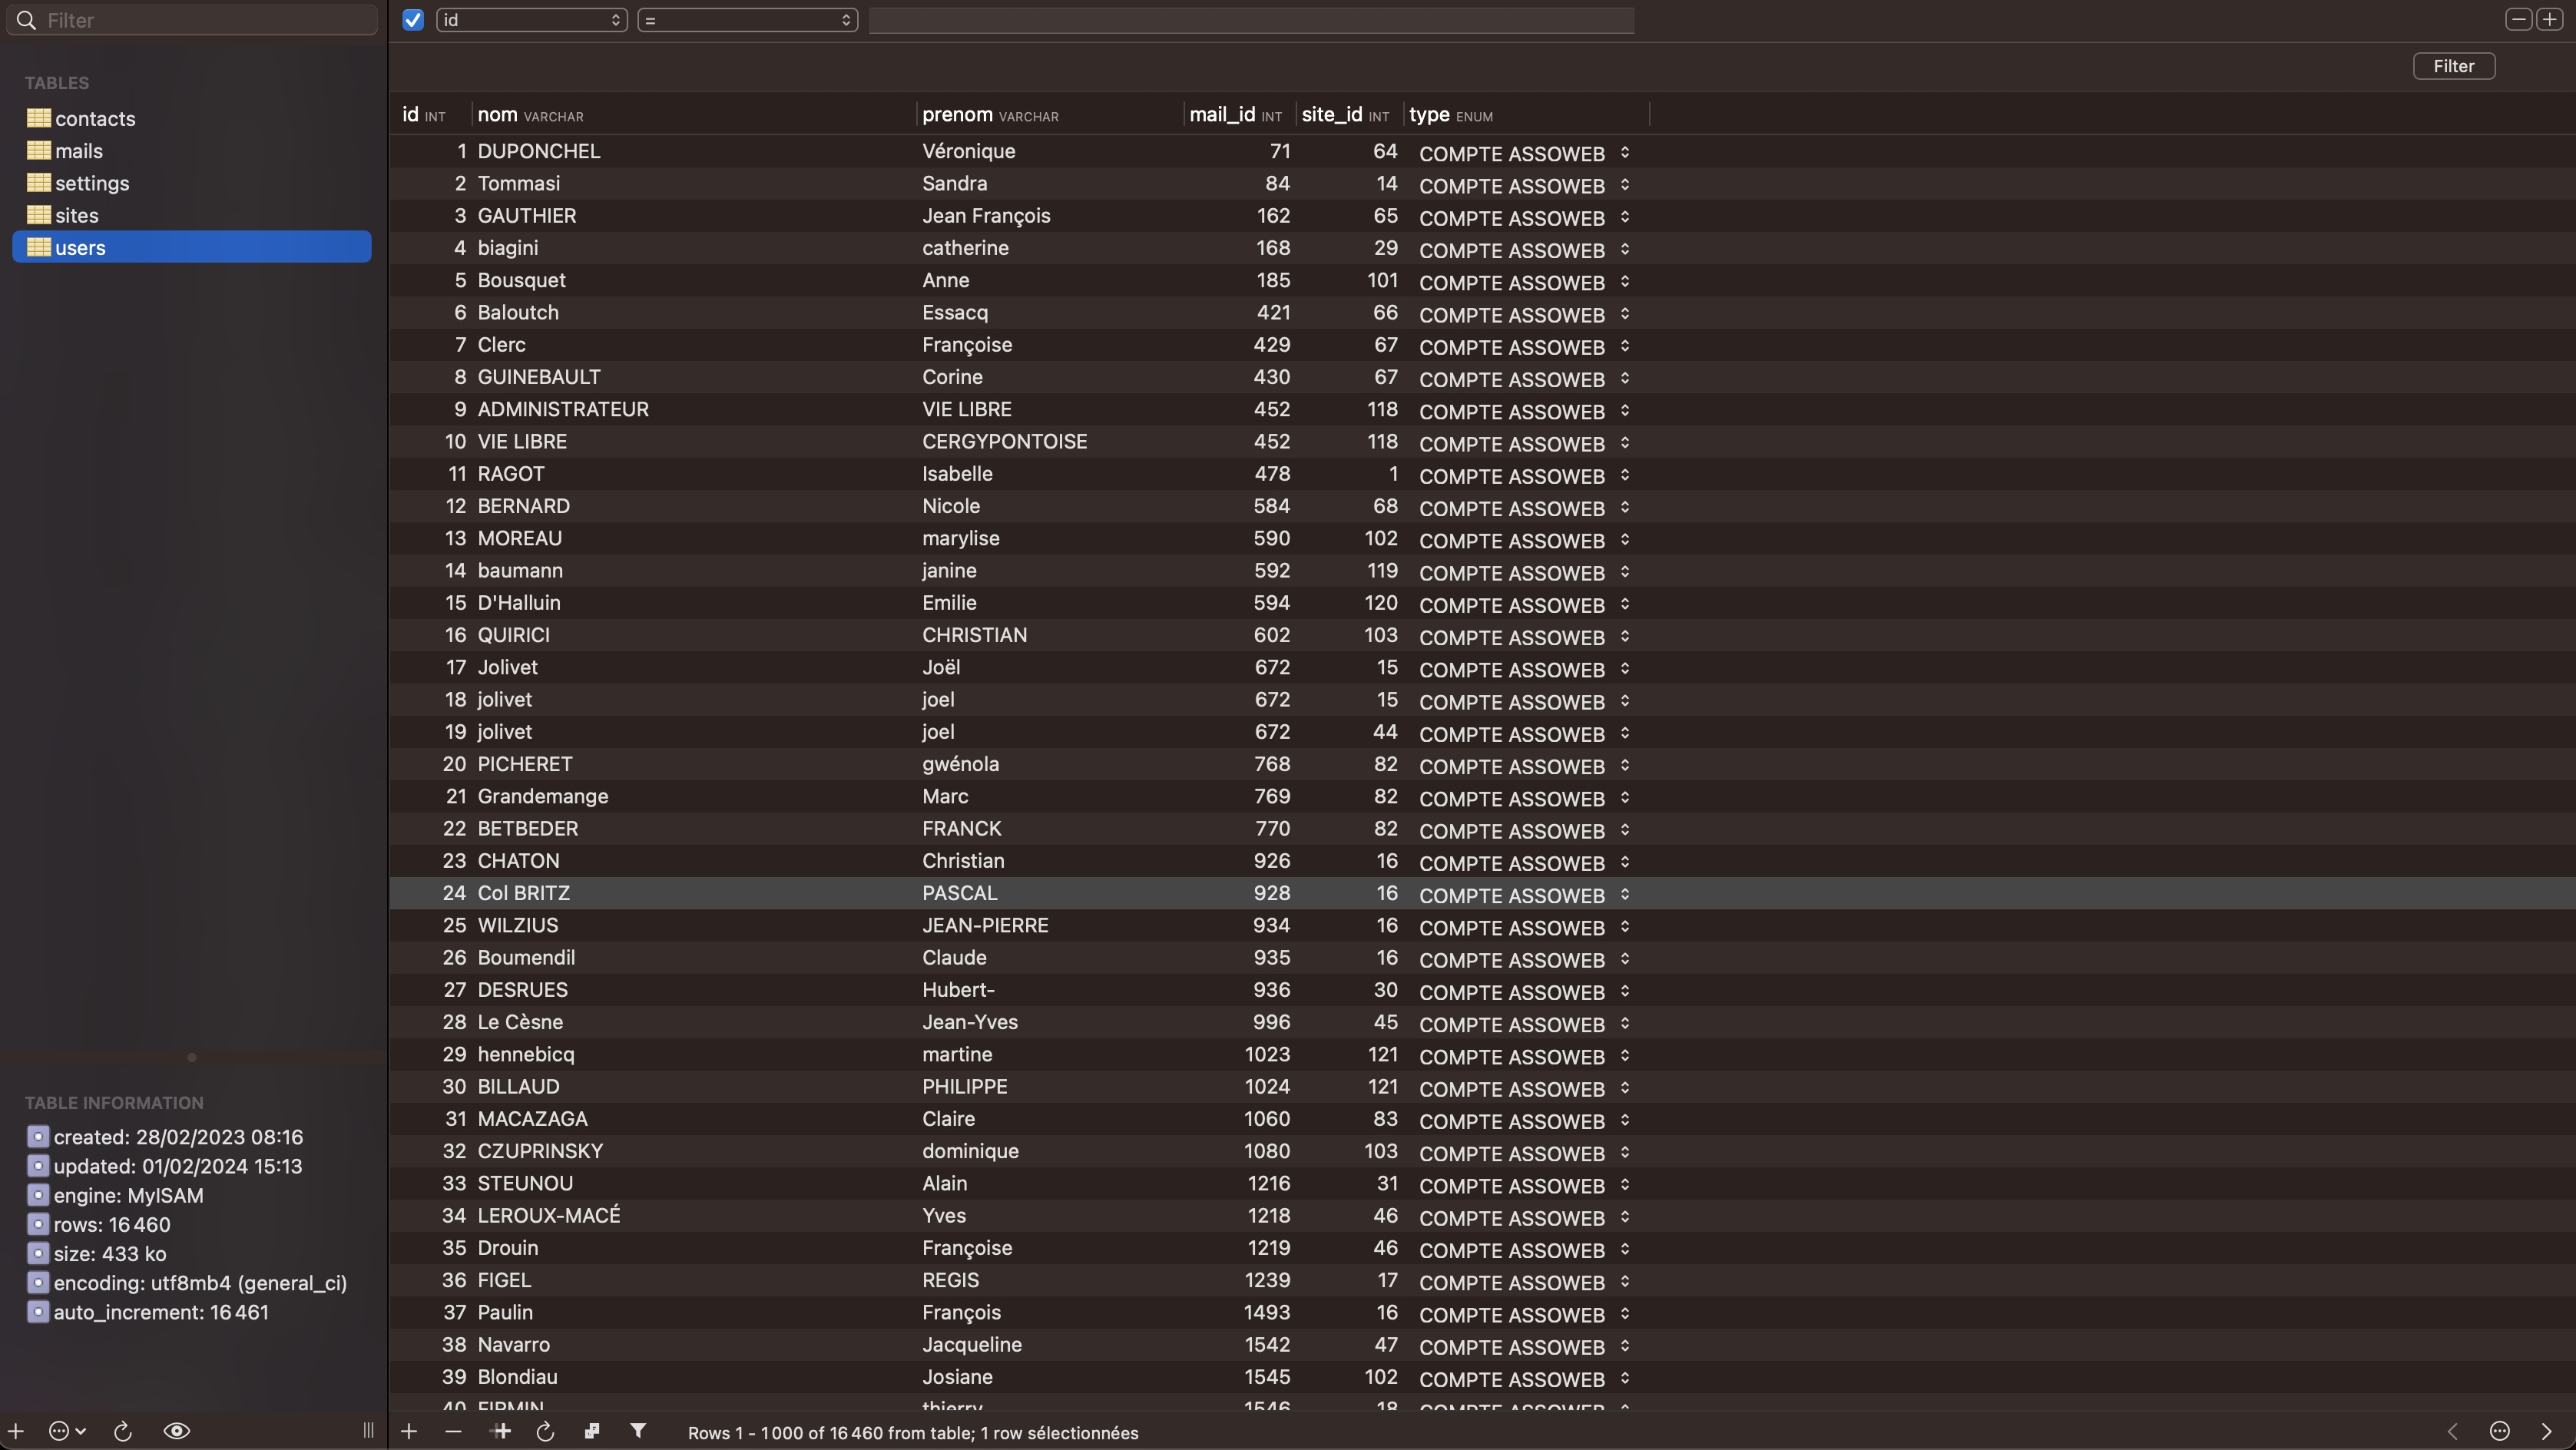 Filter
id = 
Filter
TABLES
contacts
mails
settings
sites
users
id INT nom VARCHAR prenom VARCHAR mail_id INT site_id INT type ENUM
1 DUPONCHEL Véronique 71 64 COMPTE ASSOWEB
2 Tommasi Sandra 84 14 COMPTE ASSOWEB
3 GAUTHIER Jean François 162 65 COMPTE ASSOWEB
4 biagini catherine 168 29 COMPTE ASSOWEB
5 Bousquet Anne 185 101 COMPTE ASSOWEB
6 Baloutch Essacq 421 66 COMPTE ASSOWEB
7 Clerc Françoise 429 67 COMPTE ASSOWEB
8 GUINEBAULT Corine 430 67 COMPTE ASSOWEB
9 ADMINISTRATEUR VIE LIBRE 452 118 COMPTE ASSOWEB
10 VIE LIBRE CERGYPONTOISE 452 118 COMPTE ASSOWEB
11 RAGOT Isabelle 478 1 COMPTE ASSOWEB
12 BERNARD Nicole 584 68 COMPTE ASSOWEB
13 MOREAU marylise 590 102 COMPTE ASSOWEB
14 baumann janine 592 119 COMPTE ASSOWEB
15 D'Halluin Emilie 594 120 COMPTE ASSOWEB
16 QUIRICI CHRISTIAN 602 103 COMPTE ASSOWEB
17 Jolivet Joël 672 15 COMPTE ASSOWEB
18 jolivet joel 672 15 COMPTE ASSOWEB
19 jolivet joel 672 44 COMPTE ASSOWEB
20 PICHERET gwénola 768 82 COMPTE ASSOWEB
21 Grandemange Marc 769 82 COMPTE ASSOWEB
22 BETBEDER FRANCK 770 82 COMPTE ASSOWEB
23 CHATON Christian 926 16 COMPTE ASSOWEB
24 Col BRITZ PASCAL 928 16 COMPTE ASSOWEB
25 WILZIUS JEAN-PIERRE 934 16 COMPTE ASSOWEB
26 Boumendil Claude 935 16 COMPTE ASSOWEB
27 DESRUES Hubert- 936 30 COMPTE ASSOWEB
28 Le Cèsne Jean-Yves 996 45 COMPTE ASSOWEB
29 hennebicq martine 1023 121 COMPTE ASSOWEB
30 BILLAUD PHILIPPE 1024 121 COMPTE ASSOWEB
31 MACAZAGA Claire 1060 83 COMPTE ASSOWEB
32 CZUPRINSKY dominique 1080 103 COMPTE ASSOWEB
33 STEUNOU Alain 1216 31 COMPTE ASSOWEB
34 LEROUX-MACÉ Yves 1218 46 COMPTE ASSOWEB
35 Drouin Françoise 1219 46 COMPTE ASSOWEB
36 FIGEL REGIS 1239 17 COMPTE ASSOWEB
37 Paulin François 1493 16 COMPTE ASSOWEB
38 Navarro Jacqueline 1542 47 COMPTE ASSOWEB
39 Blondiau Josiane 1545 102 COMPTE ASSOWEB
40 FIRMIN thierry 1546 18 COMPTE ASSOWEB
TABLE INFORMATION
created: 28/02/2023 08:16
updated: 01/02/2024 15:13
engine: MyISAM
rows: 16 460
size: 433 ko
encoding: utf8mb4 (general_ci)
auto_increment: 16 461
Rows 1 - 1 000 of 16 460 from table; 1 row sélectionnées